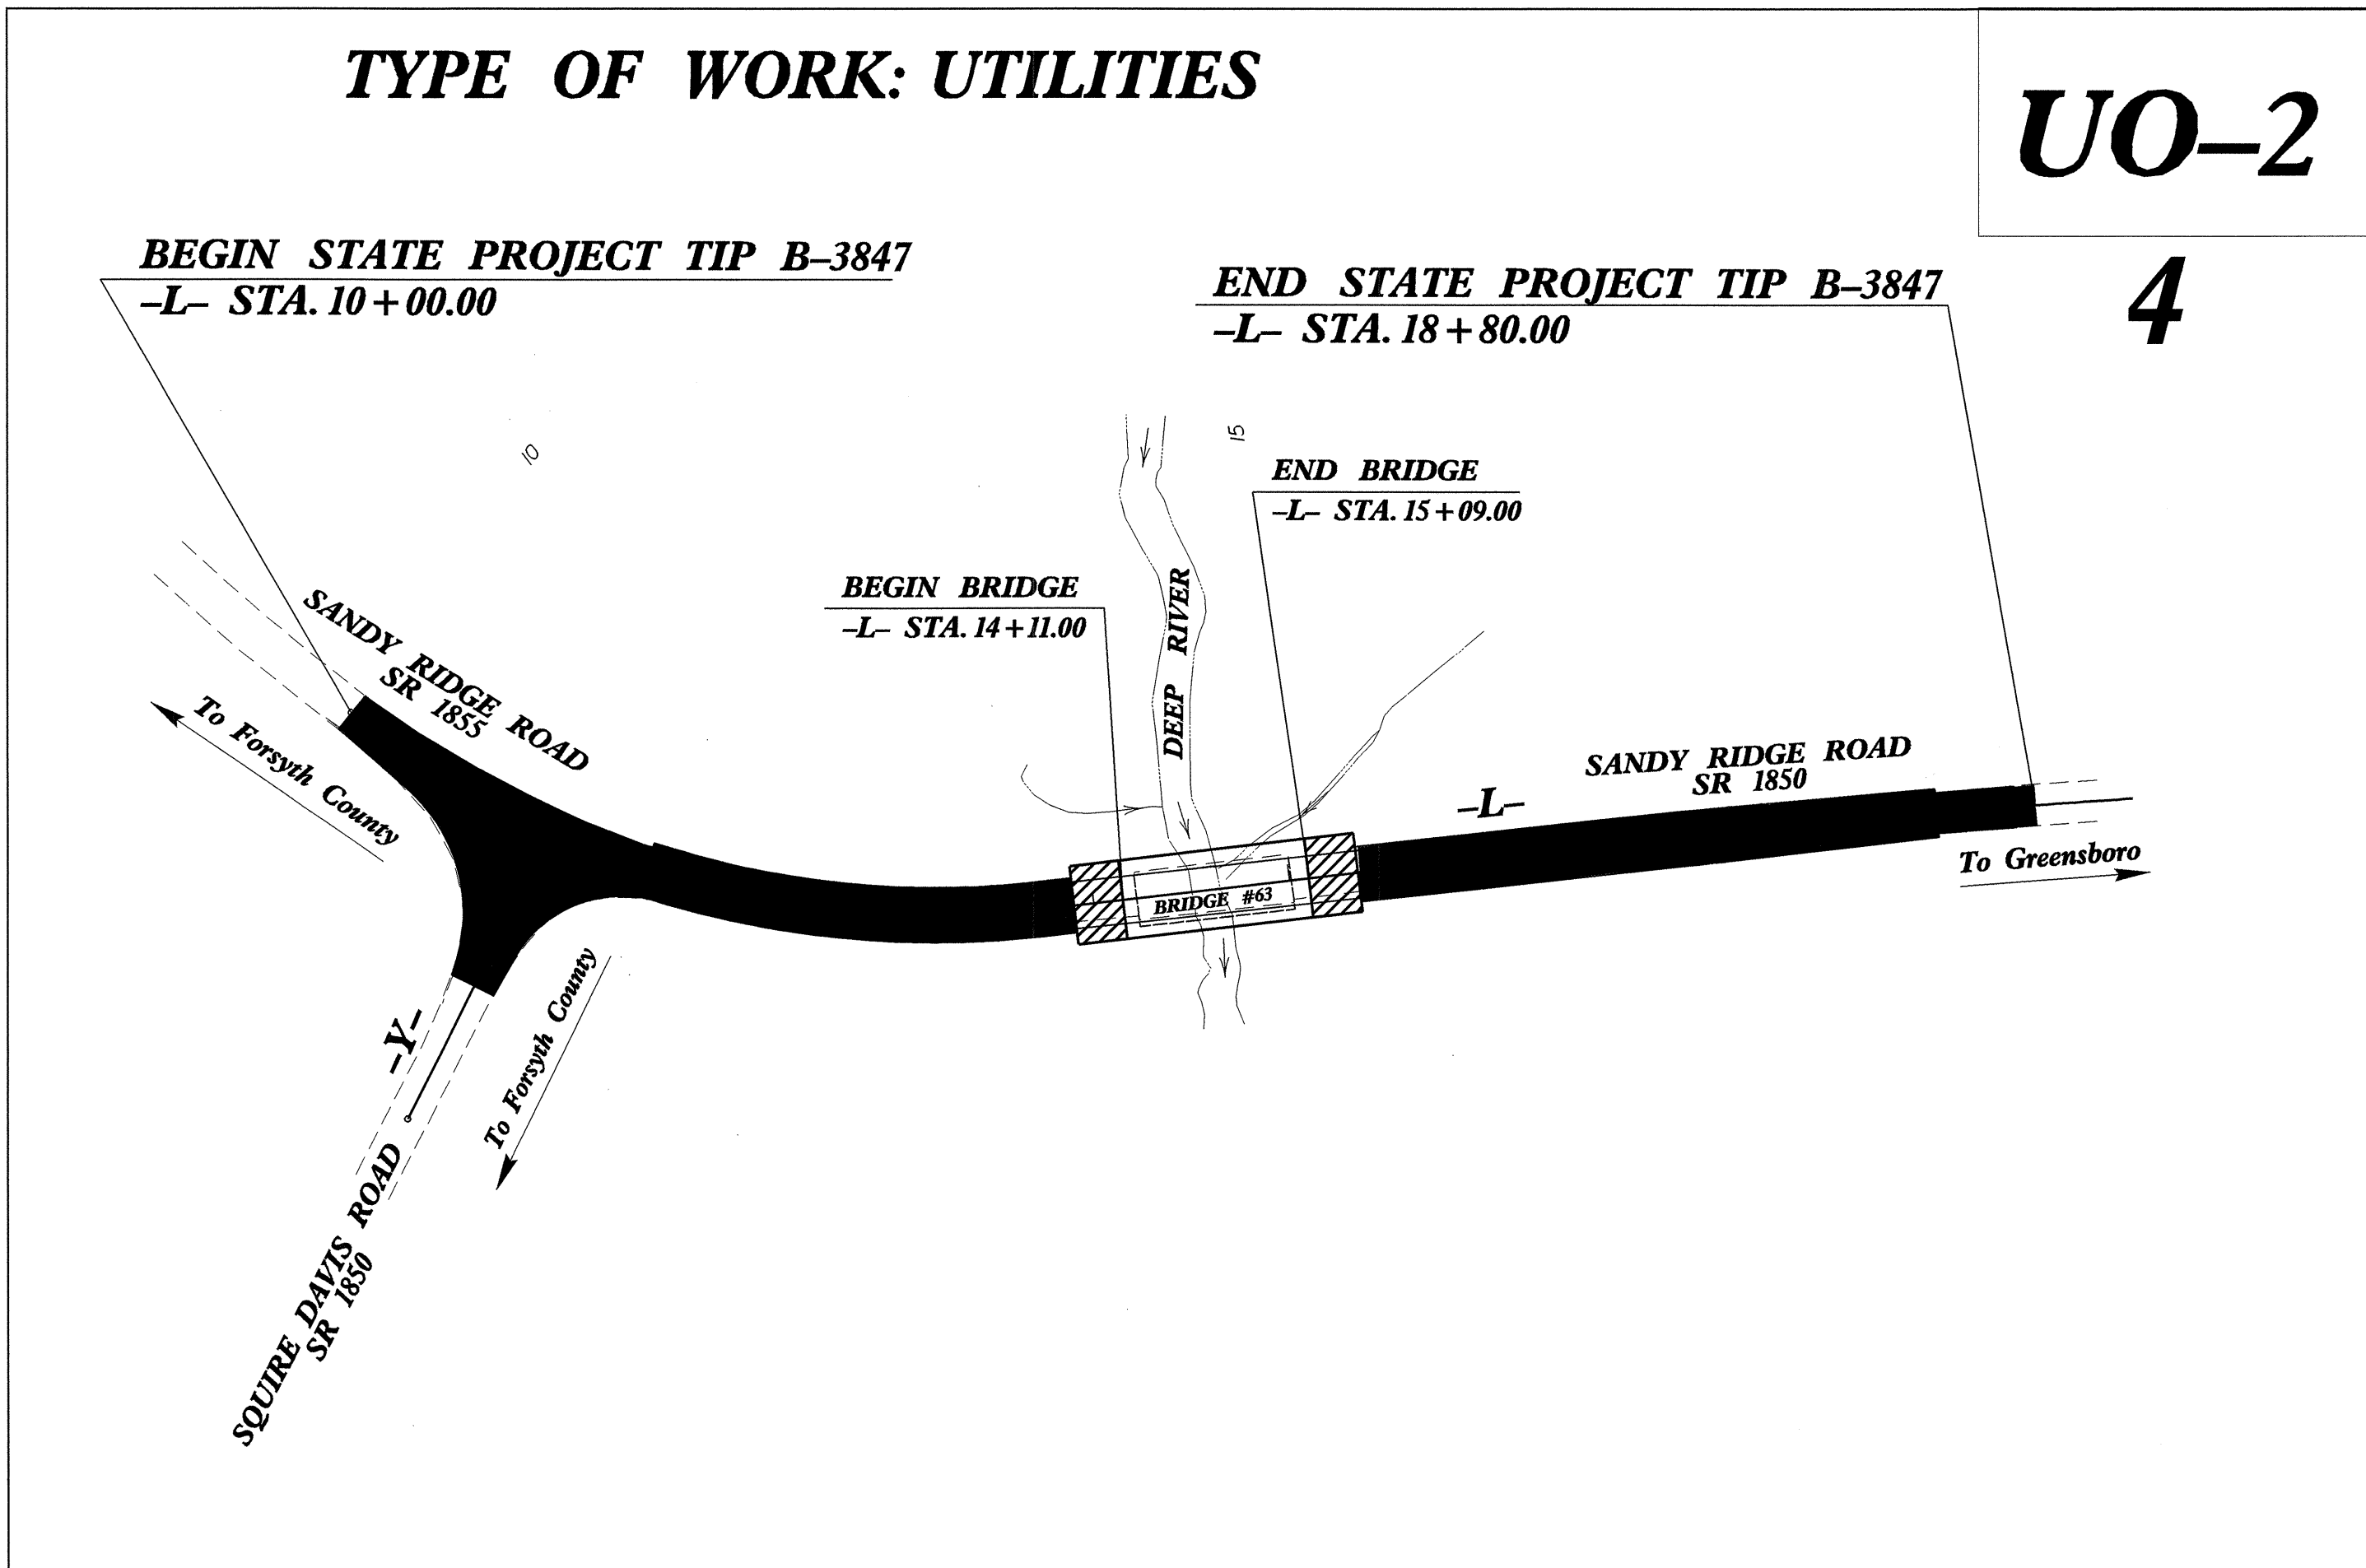 TYPE OF WORK: UTILITIES
UO–2
4
BEGIN STATE PROJECT TIP B–3847
–L– STA. 10+00.00
END STATE PROJECT TIP B–3847
–L– STA. 18+80.00
10
15
END BRIDGE
–L– STA. 15+09.00
BEGIN BRIDGE
–L– STA. 14+11.00
DEEP RIVER
SANDY RIDGE ROAD
SR 1855
To Forsyth County
SANDY RIDGE ROAD
SR 1850
–L–
To Greensboro
BRIDGE #63
–Y–
To Forsyth County
SQUIRE DAVIS ROAD
SR 1850